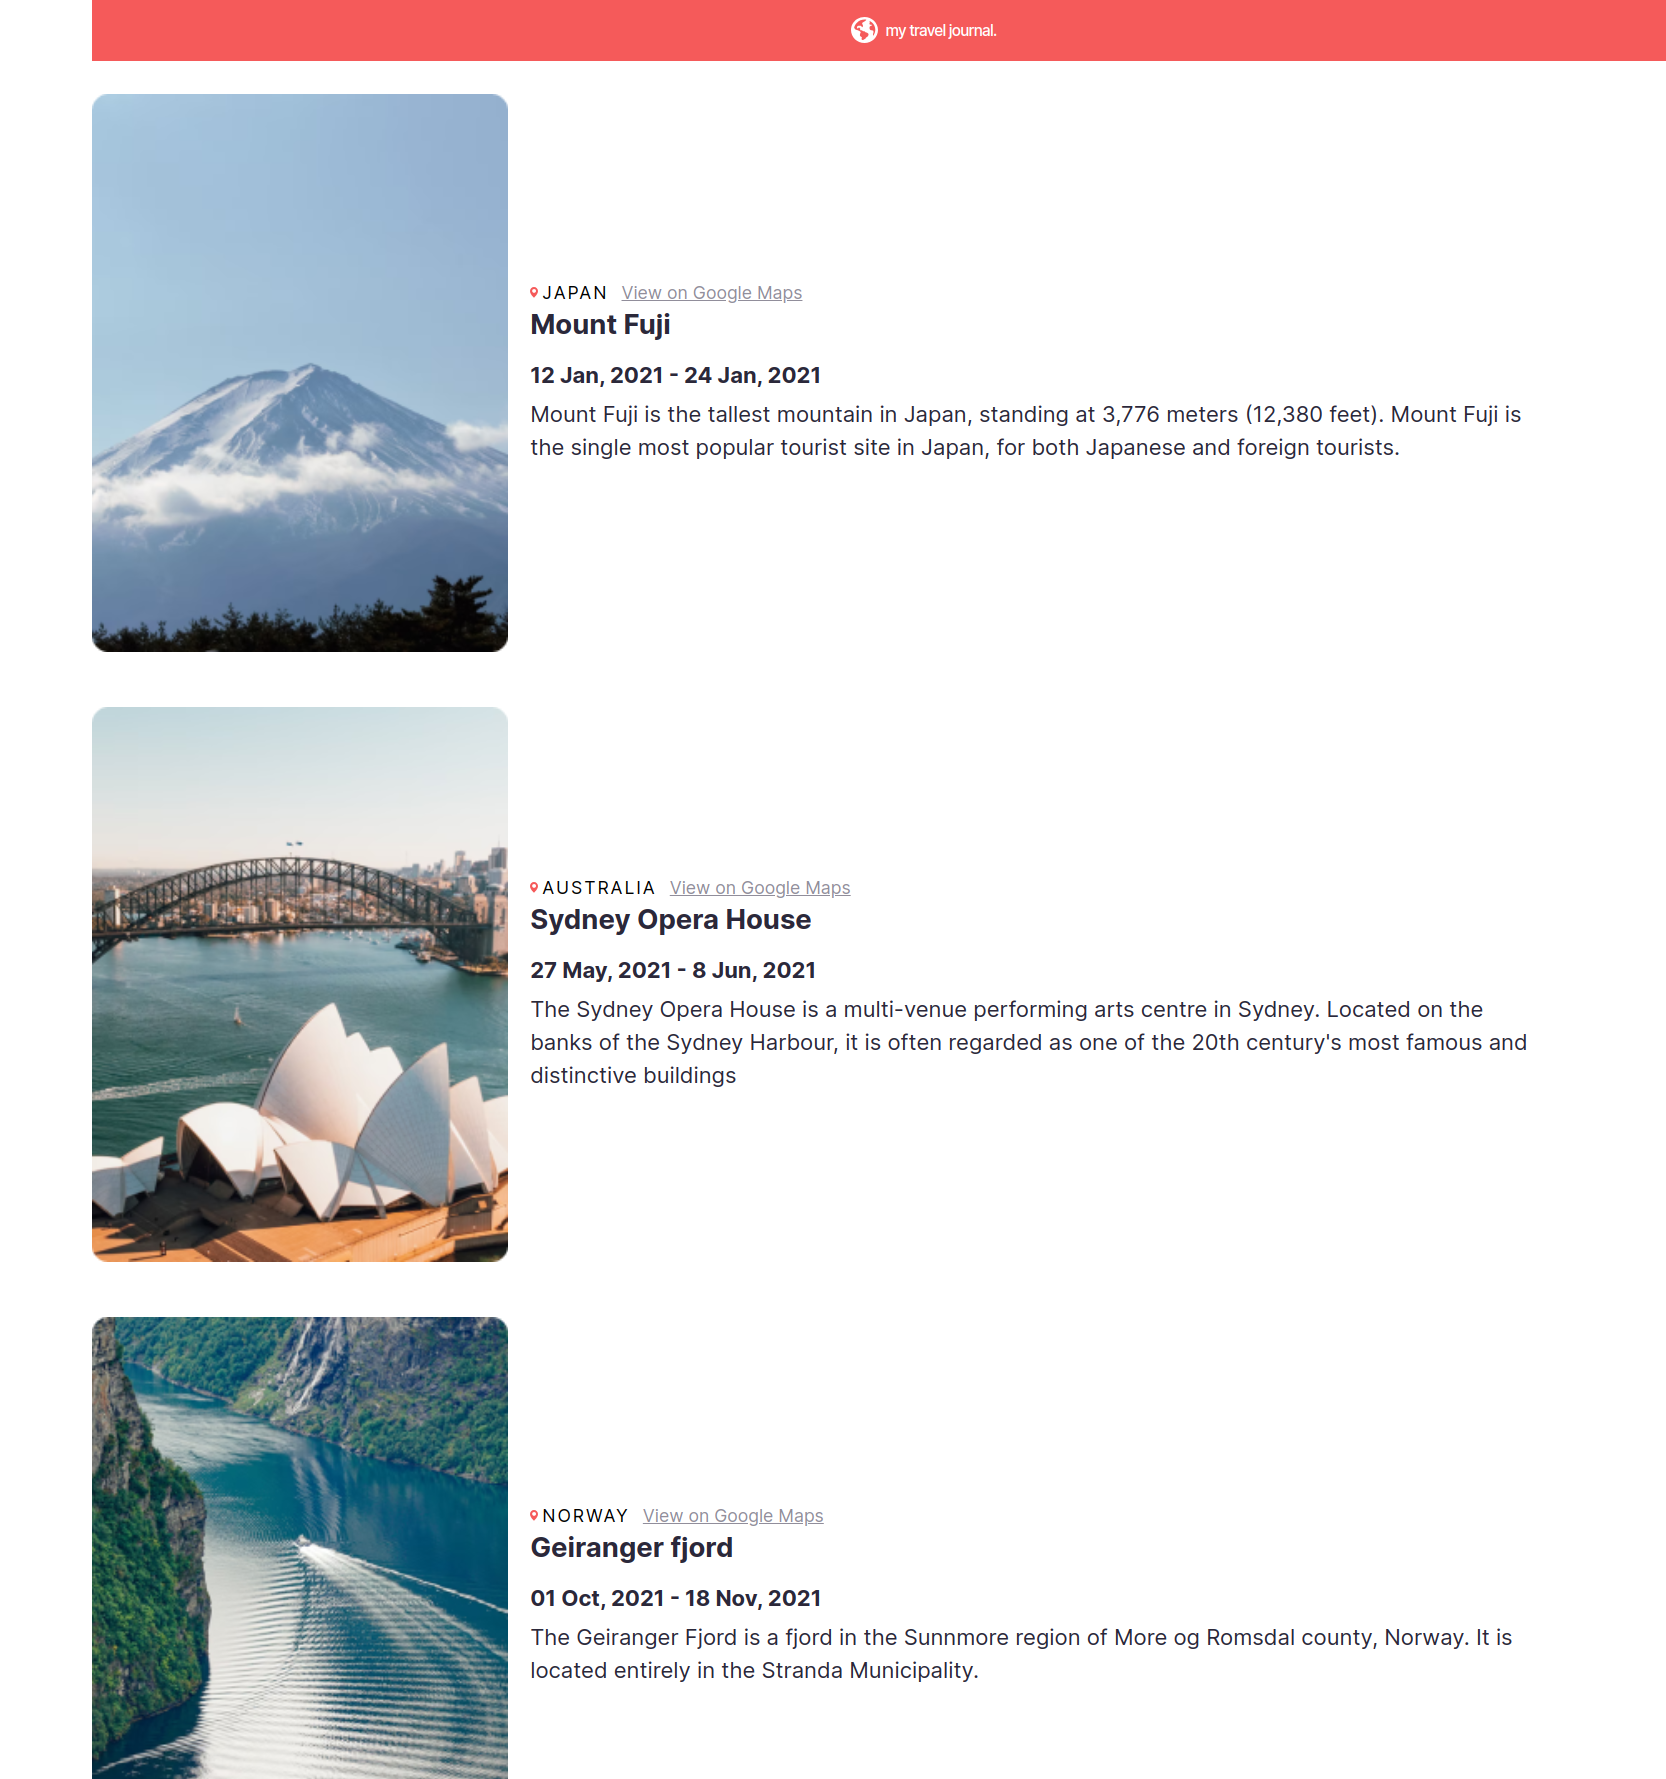 my travel journal.
JAPAN View on Google Maps
Mount Fuji
12 Jan, 2021 - 24 Jan, 2021
Mount Fuji is the tallest mountain in Japan, standing at 3,776 meters (12,380 feet). Mount Fuji is
the single most popular tourist site in Japan, for both Japanese and foreign tourists.
AUSTRALIA View on Google Maps
Sydney Opera House
27 May, 2021 - 8 Jun, 2021
The Sydney Opera House is a multi-venue performing arts centre in Sydney. Located on the
banks of the Sydney Harbour, it is often regarded as one of the 20th century's most famous and
distinctive buildings
NORWAY View on Google Maps
Geiranger fjord
01 Oct, 2021 - 18 Nov, 2021
The Geiranger Fjord is a fjord in the Sunnmore region of More og Romsdal county, Norway. It is
located entirely in the Stranda Municipality.